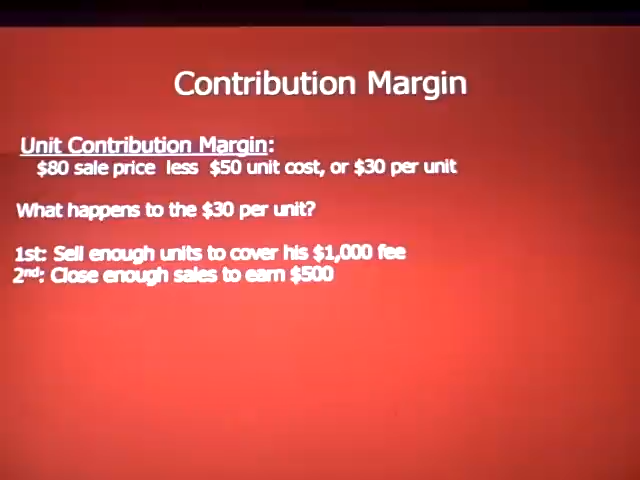 Contribution Margin
Unit Contribution Margin:
$80 sale price less $50 unit cost, or $30 per unit
What happens to the $30 per unit?
1st: Sell enough units to cover his $1,000 fee
2nd: Close enough sales to earn $500